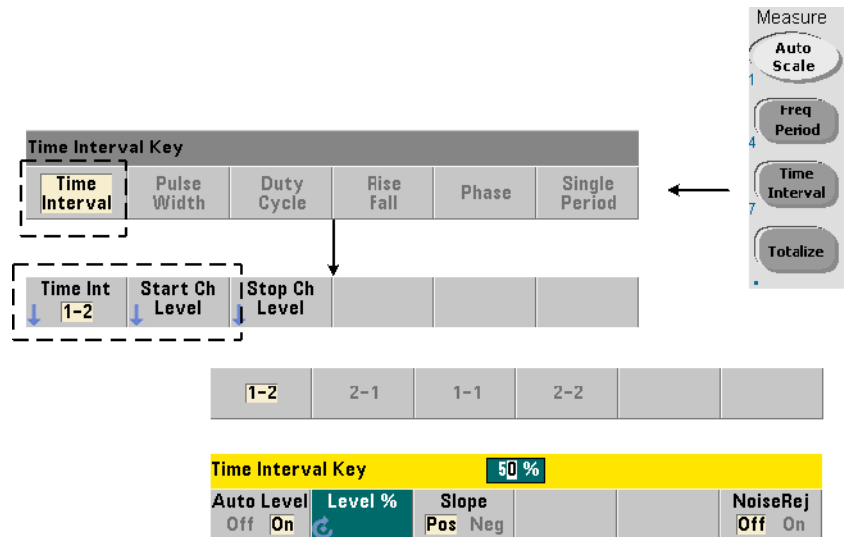 Measure
Auto
Scale
1
Freq
Period
4
Time
Interval
7
Totalize
.
Time Interval Key
Time
Interval
Pulse
Width
Duty
Cycle
Rise
Fall
Phase
Single
Period
Time Int
1-2
Start Ch
Level
Stop Ch
Level
1-2 2-1 1-1 2-2
Time Interval Key 50 %
Auto Level
Off On
Level %
Slope
Pos Neg
NoiseRej
Off On